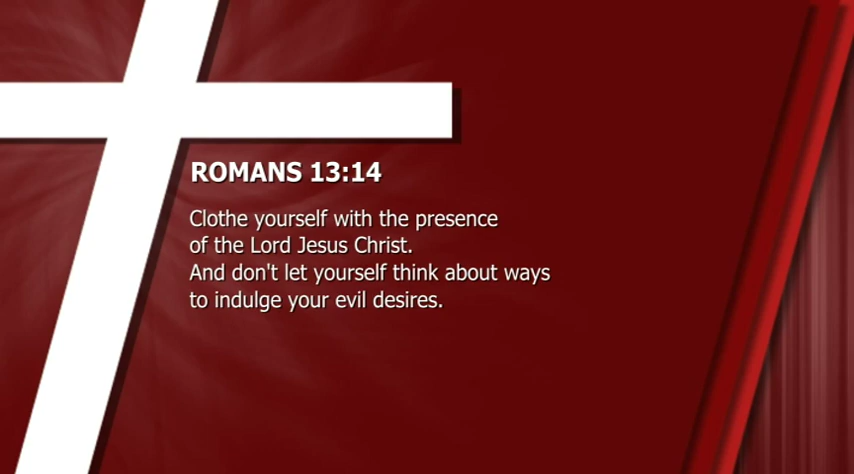 ROMANS 13:14
Clothe yourself with the presence
of the Lord Jesus Christ.
And don't let yourself think about ways
to indulge your evil desires.